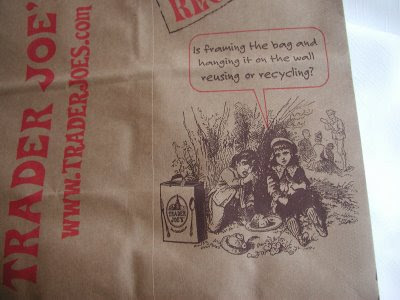 TRADER JOE'
www.TRADERJOES.com
REC
Is framing the bag and
hanging it on the wall
reusing or recycling?
TRADER
JOE'S